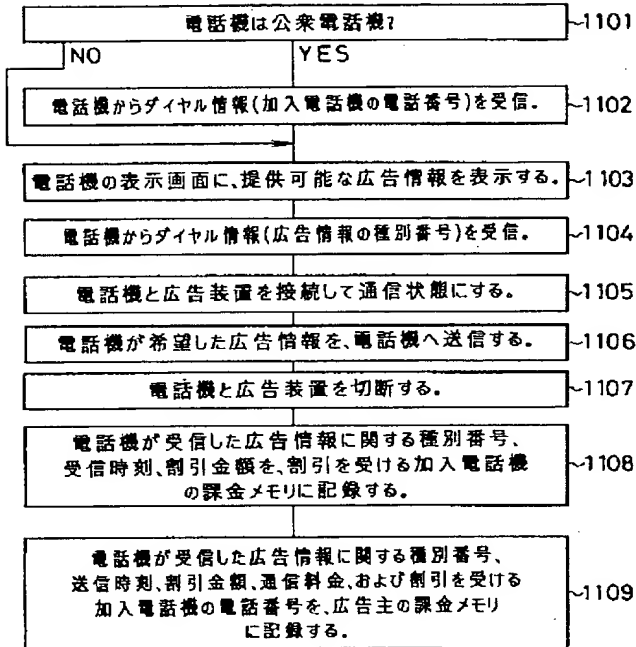 電話機は公衆電話機?
~1101
NO
YES
電話機からダイヤル情報(加入電話機の電話番号)を受信。
~1102
電話機の表示画面に、提供可能な広告情報を表示する。
~1103
電話機からダイヤル情報(広告情報の種別番号)を受信。
~1104
電話機と広告装置を接続して通信状態にする。
~1105
電話機が希望した広告情報を、電話機へ送信する。
~1106
電話機と広告装置を切断する。
~1107
電話機が受信した広告情報に関する種別番号、
受信時刻、割引金額を、割引を受ける加入電話機
の課金メモリに記録する。
~1108
電話機が受信した広告情報に関する種別番号、
送信時刻、割引金額、通信料金、および割引を受ける
加入電話機の電話番号を、広告主の課金メモリ
に記録する。
~1109